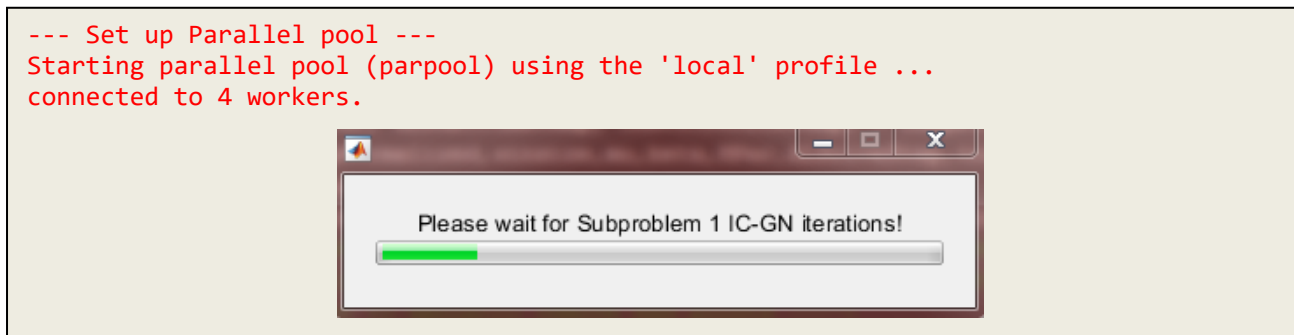 --- Set up Parallel pool ---
Starting parallel pool (parpool) using the 'local' profile ...
connected to 4 workers.
Please wait for Subproblem 1 IC-GN iterations!